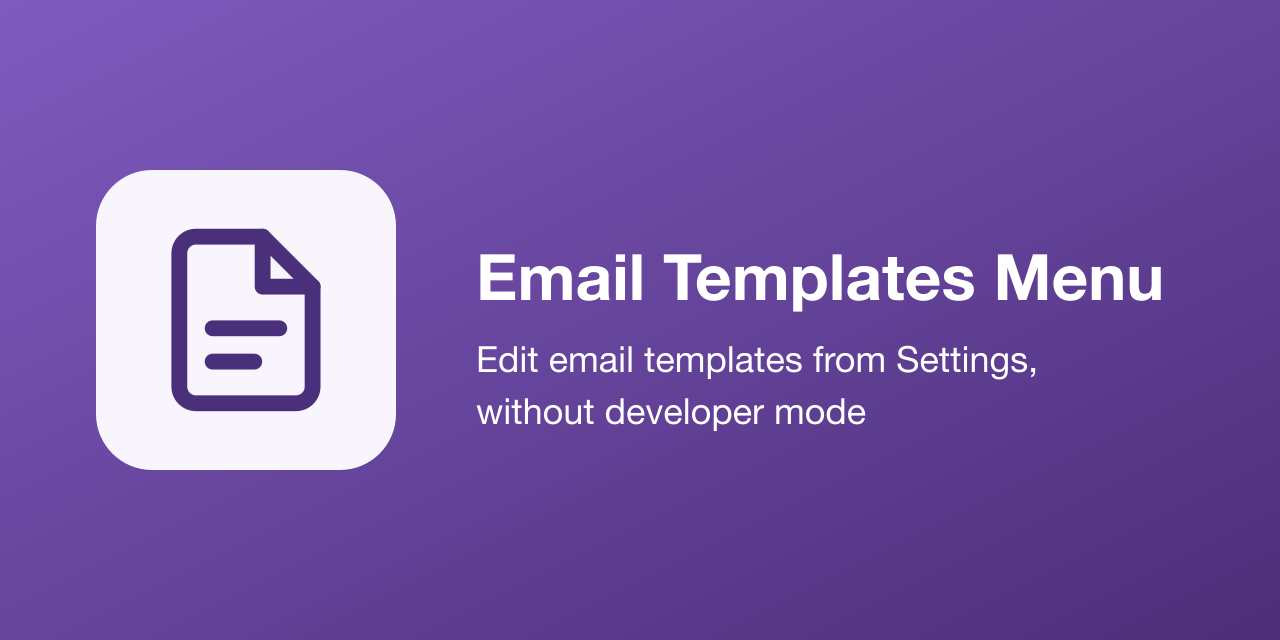 Email Templates Menu
Edit email templates from Settings,
without developer mode